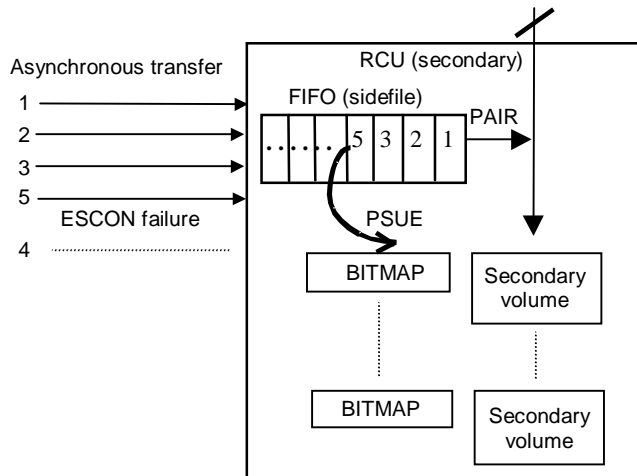 RCU (secondary)
Asynchronous transfer
FIFO (sidefile)
1
PAIR
2
...... 5 3 2 1
3
5
ESCON failure
PSUE
4
BITMAP
Secondary
volume
BITMAP
Secondary
volume